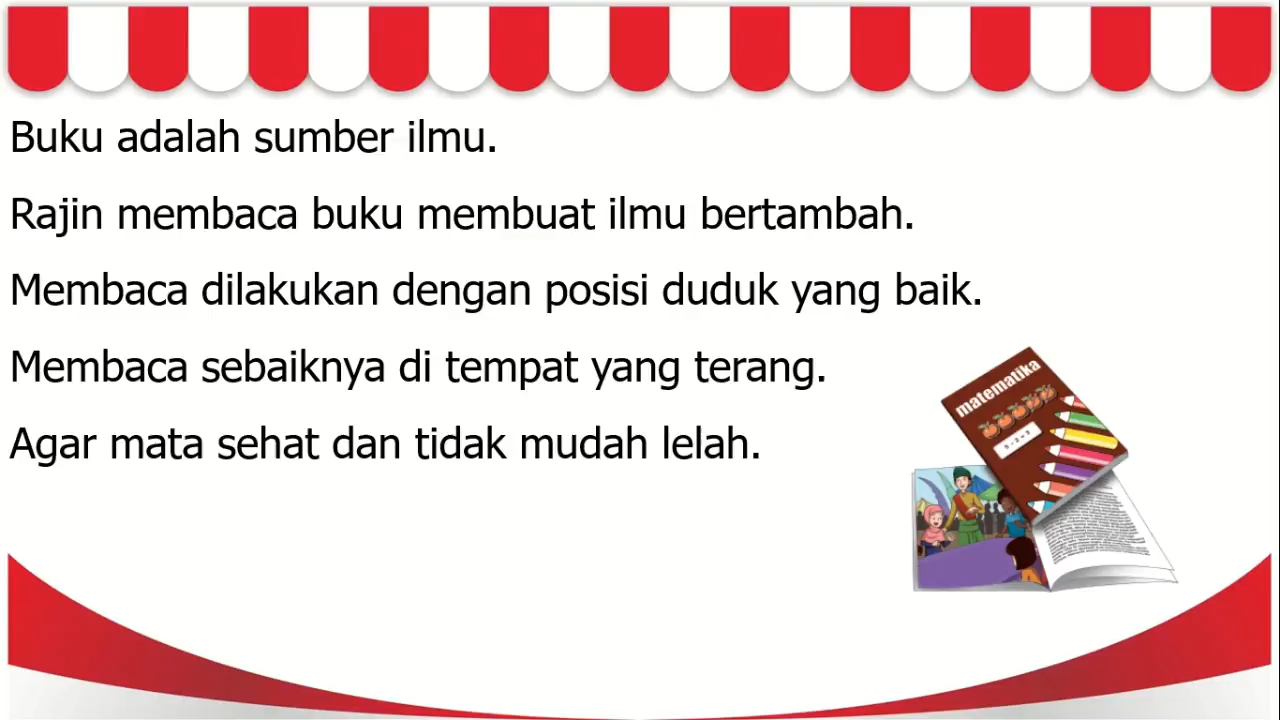 Buku adalah sumber ilmu.
Rajin membaca buku membuat ilmu bertambah.
Membaca dilakukan dengan posisi duduk yang baik.
Membaca sebaiknya di tempat yang terang.
Agar mata sehat dan tidak mudah lelah.
matematika